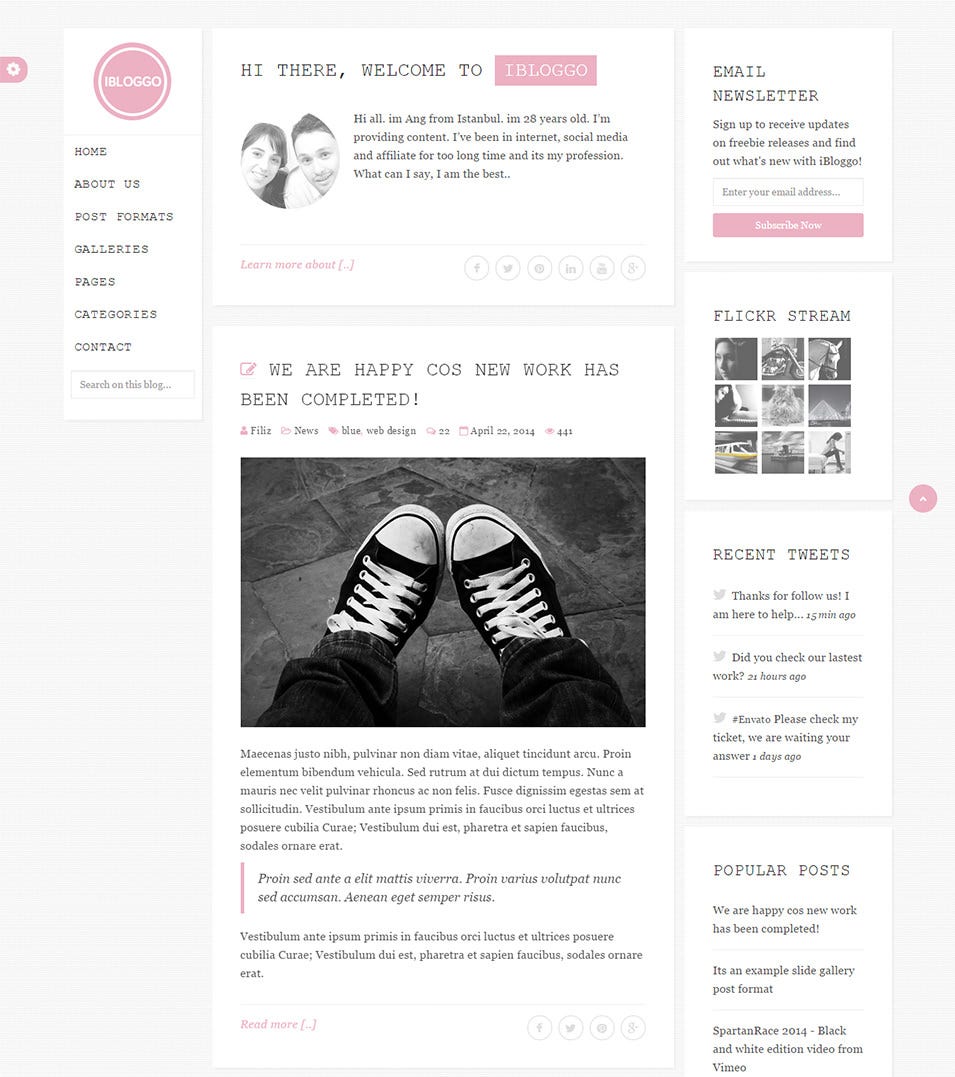 IBLOGGO
HOME
ABOUT US
POST FORMATS
GALLERIES
PAGES
CATEGORIES
CONTACT
Search on this blog...
HI THERE, WELCOME TO IBLOGGO
Hi all. im Ang from Istanbul. im 28 years old. I'm
providing content. I've been in internet, social media
and affiliate for too long time and its my profession.
What can I say, I am the best..
Learn more about [..]
WE ARE HAPPY COS NEW WORK HAS
BEEN COMPLETED!
Filiz News blue, web design 22 April 22, 2014 441
Maecenas justo nibh, pulvinar non diam vitae, aliquet tincidunt arcu. Proin
elementum bibendum vehicula. Sed rutrum at dui dictum tempus. Nunc a
mauris nec velit pulvinar rhoncus ac non felis. Fusce dignissim egestas sem at
sollicitudin. Vestibulum ante ipsum primis in faucibus orci luctus et ultrices
posuere cubilia Curae; Vestibulum dui est, pharetra et sapien faucibus,
sodales ornare erat.
Proin sed ante a elit mattis viverra. Proin varius volutpat nunc
sed accumsan. Aenean eget semper risus.
Vestibulum ante ipsum primis in faucibus orci luctus et ultrices posuere
cubilia Curae; Vestibulum dui est, pharetra et sapien faucibus, sodales ornare
erat.
Read more [..]
EMAIL
NEWSLETTER
Sign up to receive updates
on freebie releases and find
out what's new with iBloggo!
Enter your email address...
Subscribe Now
FLICKR STREAM
RECENT TWEETS
Thanks for follow us! I
am here to help... 15 min ago
Did you check our lastest
work? 21 hours ago
#Envato Please check my
ticket, we are waiting your
answer 1 days ago
POPULAR POSTS
We are happy cos new work
has been completed!
Its an example slide gallery
post format
SpartanRace 2014 - Black
and white edition video from
Vimeo